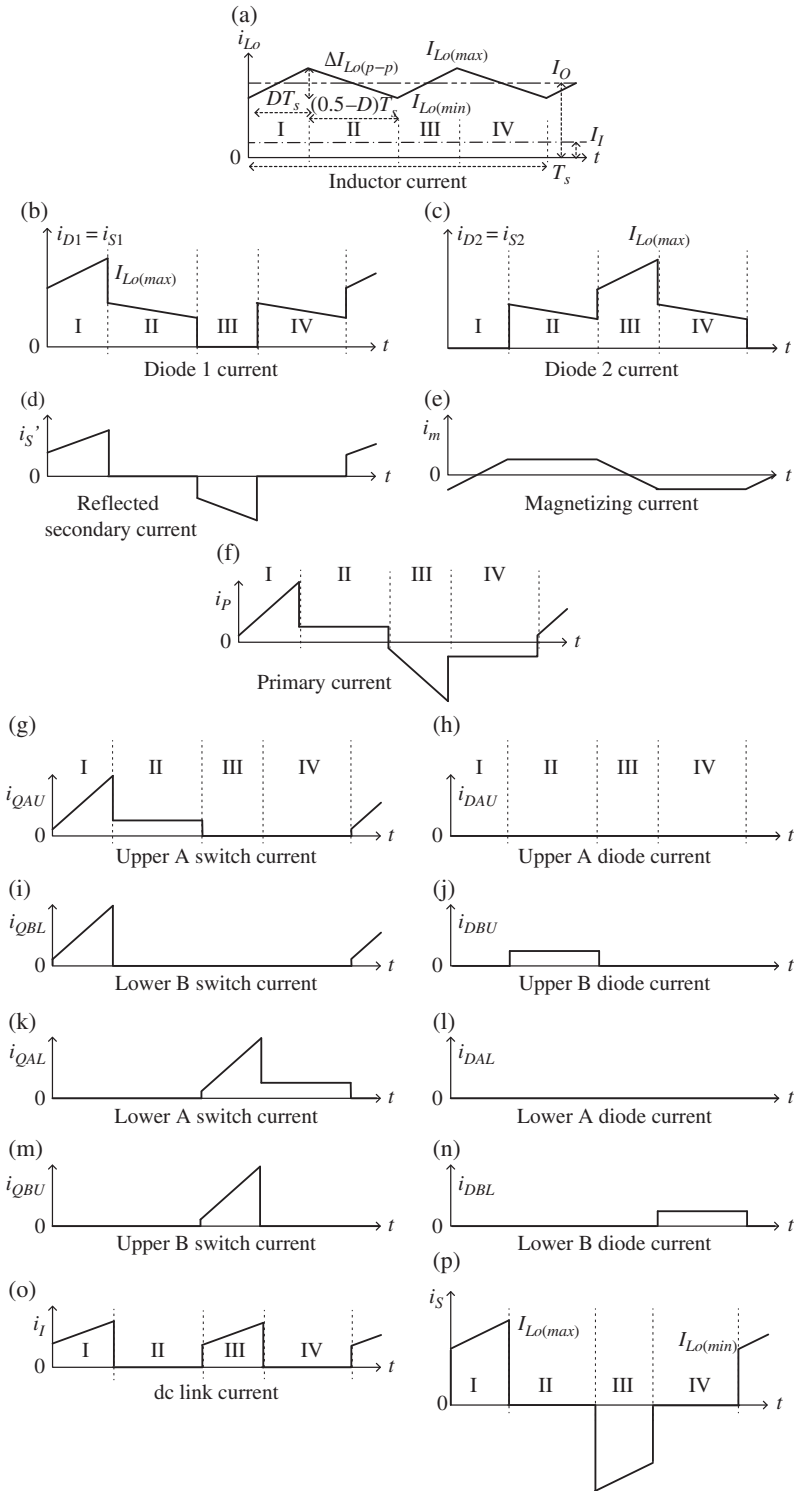 (a)
i_Lo
ΔI_Lo(p–p)
I_Lo(max)
I_O
DT_s
(0.5–D)T_s
I_Lo(min)
I II III IV
I_I
0
t
T_s
Inductor current
(b)
i_D1 = i_S1
I_Lo(max)
I II III IV
0
t
Diode 1 current
(c)
i_D2 = i_S2
I_Lo(max)
I II III IV
0
t
Diode 2 current
(d)
i_S'
0
t
Reflected
secondary current
(e)
i_m
0
t
Magnetizing current
(f)
I II III IV
i_P
0
t
Primary current
(g)
I II III IV
i_QAU
0
t
Upper A switch current
(h)
I II III IV
i_DAU
0
t
Upper A diode current
(i)
i_QBL
0
t
Lower B switch current
(j)
i_DBU
0
t
Upper B diode current
(k)
i_QAL
0
t
Lower A switch current
(l)
i_DAL
0
t
Lower A diode current
(m)
i_QBU
0
t
Upper B switch current
(n)
i_DBL
0
t
Lower B diode current
(o)
i_I
I II III IV
0
t
dc link current
(p)
i_S
I_Lo(max)
I_Lo(min)
I II III IV
0
t